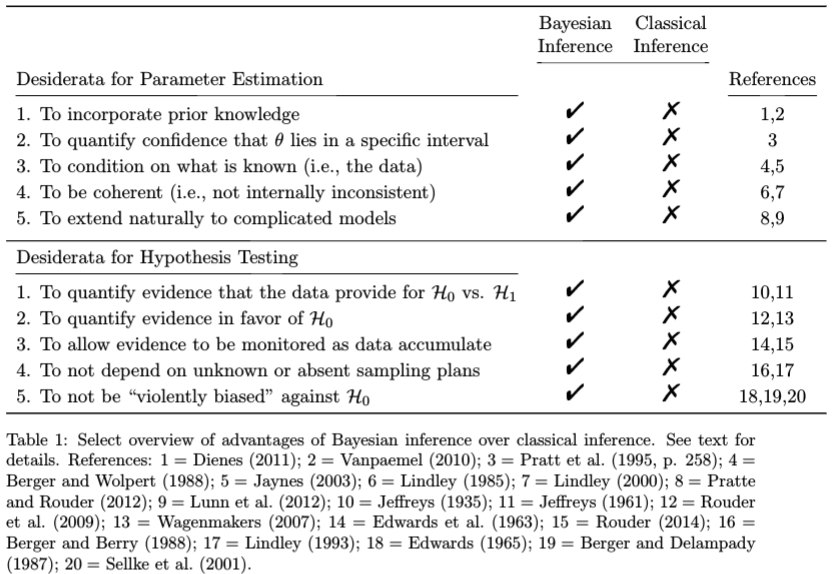 Bayesian Classical
Inference Inference
Desiderata for Parameter Estimation References
1. To incorporate prior knowledge ✔ ✗ 1,2
2. To quantify confidence that θ lies in a specific interval ✔ ✗ 3
3. To condition on what is known (i.e., the data) ✔ ✗ 4,5
4. To be coherent (i.e., not internally inconsistent) ✔ ✗ 6,7
5. To extend naturally to complicated models ✔ ✗ 8,9
Desiderata for Hypothesis Testing
1. To quantify evidence that the data provide for ℋ₀ vs. ℋ₁ ✔ ✗ 10,11
2. To quantify evidence in favor of ℋ₀ ✔ ✗ 12,13
3. To allow evidence to be monitored as data accumulate ✔ ✗ 14,15
4. To not depend on unknown or absent sampling plans ✔ ✗ 16,17
5. To not be “violently biased” against ℋ₀ ✔ ✗ 18,19,20
Table 1: Select overview of advantages of Bayesian inference over classical inference. See text for
details. References: 1 = Dienes (2011); 2 = Vanpaemel (2010); 3 = Pratt et al. (1995, p. 258); 4 =
Berger and Wolpert (1988); 5 = Jaynes (2003); 6 = Lindley (1985); 7 = Lindley (2000); 8 = Pratte
and Rouder (2012); 9 = Lunn et al. (2012); 10 = Jeffreys (1935); 11 = Jeffreys (1961); 12 = Rouder
et al. (2009); 13 = Wagenmakers (2007); 14 = Edwards et al. (1963); 15 = Rouder (2014); 16 =
Berger and Berry (1988); 17 = Lindley (1993); 18 = Edwards (1965); 19 = Berger and Delampady
(1987); 20 = Sellke et al. (2001).